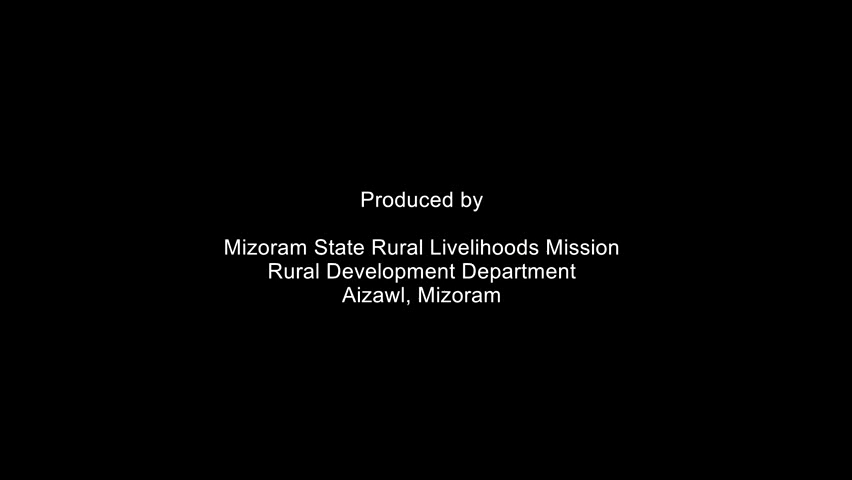 Produced by
Mizoram State Rural Livelihoods Mission
Rural Development Department
Aizawl, Mizoram